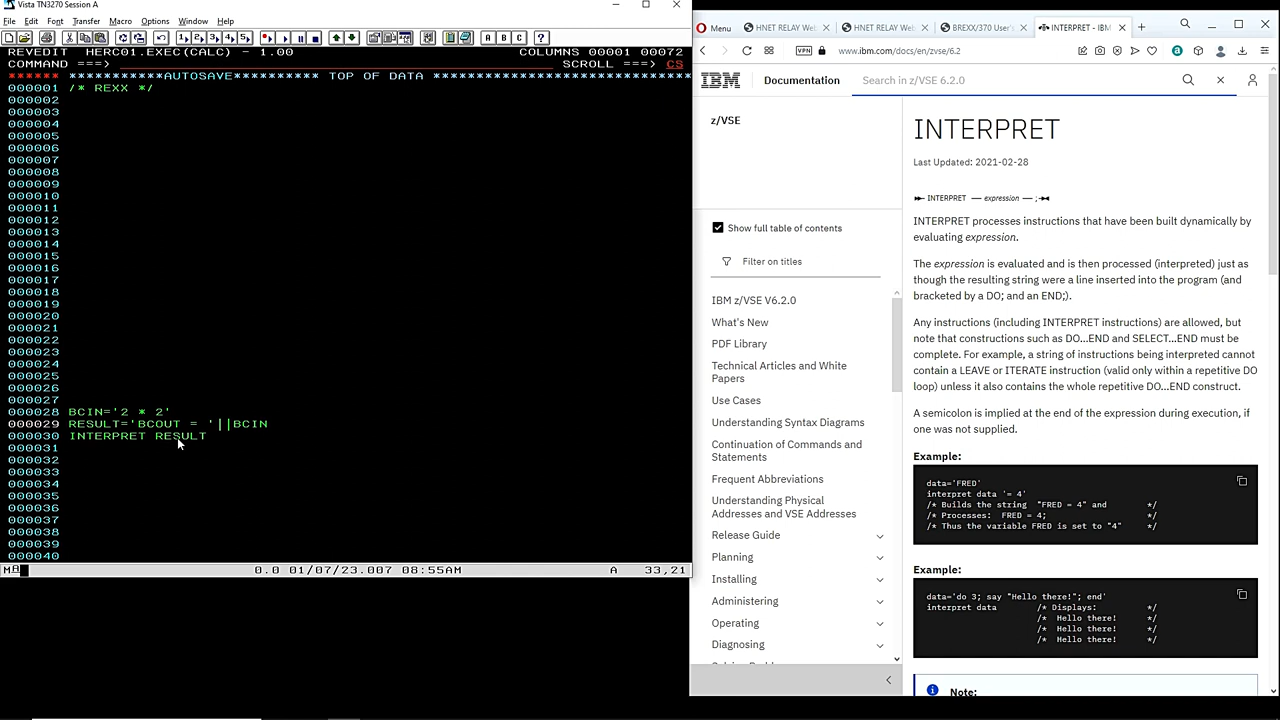 Vista TN3270 Session A
File Edit Font Transfer Macro Options Window Help
REVEDIT HERC01.EXEC(CALC) - 1.00 COLUMNS 00001 00072
COMMAND ===> SCROLL ===> CS
****** ***********AUTOSAVE********** TOP OF DATA **********************************
000001 /* REXX */
000002
000003
000004
000005
000006
000007
000008
000009
000010
000011
000012
000013
000014
000015
000016
000017
000018
000019
000020
000021
000022
000023
000024
000025
000026
000027
000028 BCIN='2 * 2'
000029 RESULT='BCOUT = '||BCIN
000030 INTERPRET RESULT
000031
000032
000033
000034
000035
000036
000037
000038
000039
000040
0.0 01/07/23.007 08:55AM A 33,21
Menu
HNET RELAY We
HNET RELAY We
BREXX/370 User's
INTERPRET - IBM
VPN www.ibm.com/docs/en/zvse/6.2
IBM Documentation Search in z/VSE 6.2.0
z/VSE
Show full table of contents
Filter on titles
IBM z/VSE V6.2.0
What's New
PDF Library
Technical Articles and White
Papers
Use Cases
Understanding Syntax Diagrams
Continuation of Commands and
Statements
Frequent Abbreviations
Understanding Physical
Addresses and VSE Addresses
Release Guide
Planning
Installing
Administering
Operating
Diagnosing
INTERPRET
Last Updated: 2021-02-28
INTERPRET expression ;
INTERPRET processes instructions that have been built dynamically by
evaluating expression.
The expression is evaluated and is then processed (interpreted) just as
though the resulting string were a line inserted into the program (and
bracketed by a DO; and an END;).
Any instructions (including INTERPRET instructions) are allowed, but
note that constructions such as DO...END and SELECT...END must be
complete. For example, a string of instructions being interpreted cannot
contain a LEAVE or ITERATE instruction (valid only within a repetitive DO
loop) unless it also contains the whole repetitive DO...END construct.
A semicolon is implied at the end of the expression during execution, if
one was not supplied.
Example:
data='FRED'
interpret data '= 4'
/* Builds the string "FRED = 4" and */
/* Processes: FRED = 4; */
/* Thus the variable FRED is set to "4" */
Example:
data='do 3; say "Hello there!"; end'
interpret data /* Displays: */
/* Hello there! */
/* Hello there! */
/* Hello there! */
Note: